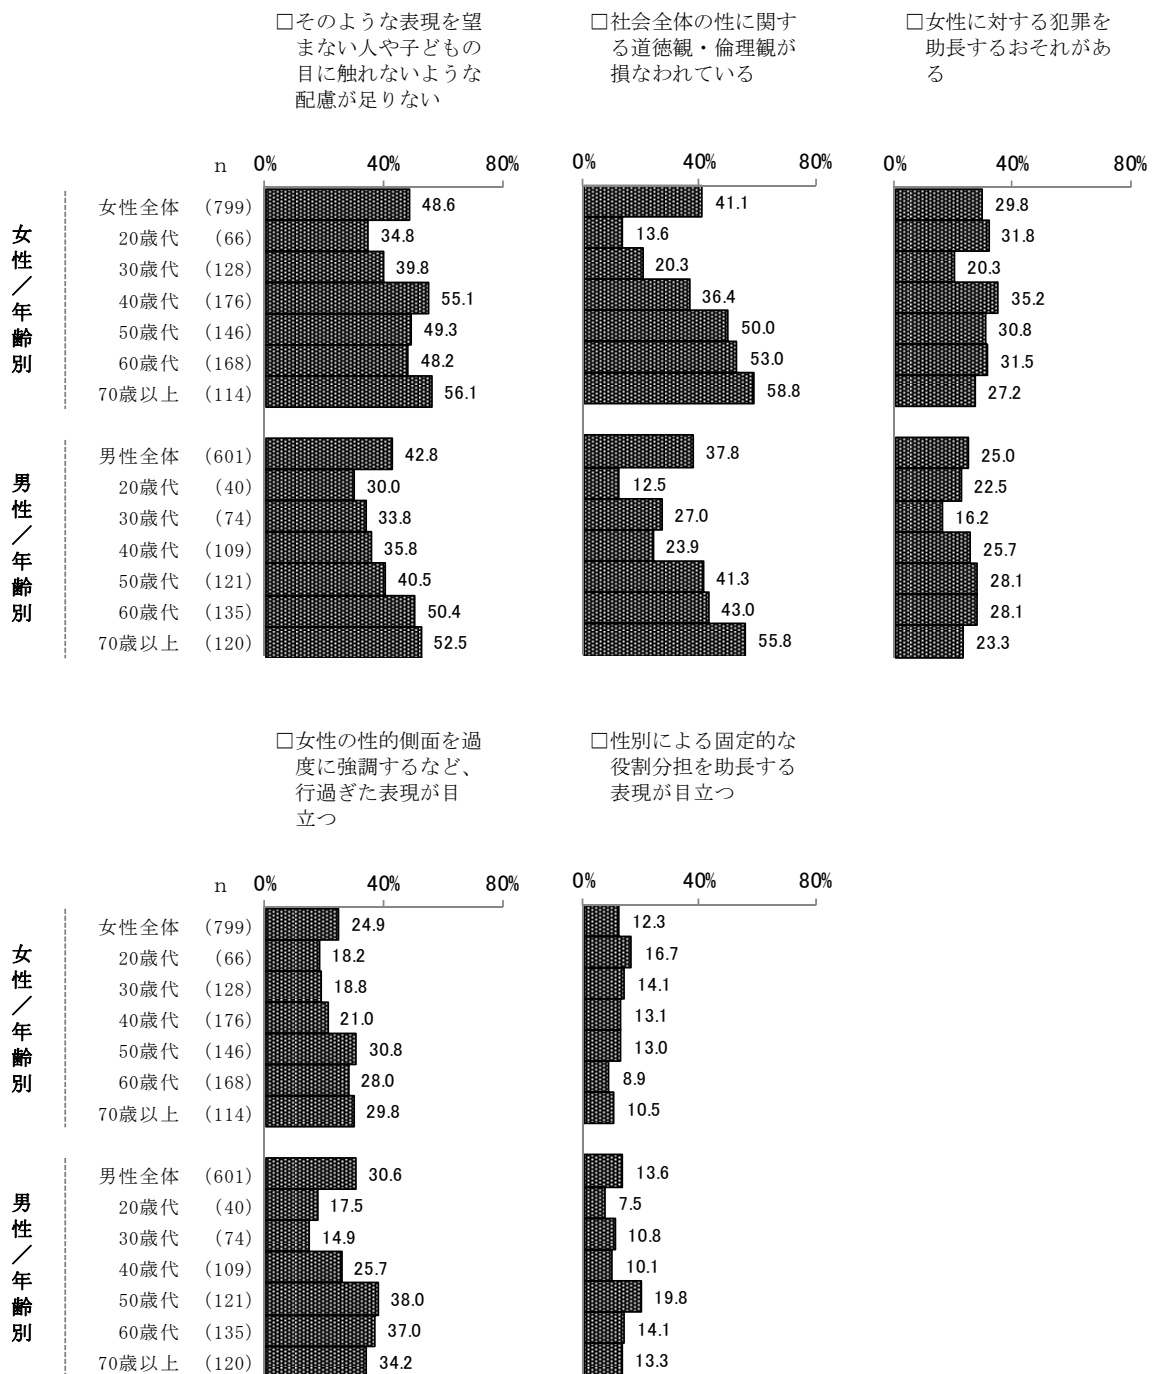 □そのような表現を望
まない人や子どもの
目に触れないような
配慮が足りない
□社会全体の性に関す
る道徳観・倫理観が
損なわれている
□女性に対する犯罪を
助長するおそれがあ
る
n 0% 40% 80% 0% 40% 80% 0% 40% 80%
女性／年齢別
女性全体 (799) 48.6 41.1 29.8
20歳代 (66) 34.8 13.6 31.8
30歳代 (128) 39.8 20.3 20.3
40歳代 (176) 55.1 36.4 35.2
50歳代 (146) 49.3 50.0 30.8
60歳代 (168) 48.2 53.0 31.5
70歳以上 (114) 56.1 58.8 27.2
男性／年齢別
男性全体 (601) 42.8 37.8 25.0
20歳代 (40) 30.0 12.5 22.5
30歳代 (74) 33.8 27.0 16.2
40歳代 (109) 35.8 23.9 25.7
50歳代 (121) 40.5 41.3 28.1
60歳代 (135) 50.4 43.0 28.1
70歳以上 (120) 52.5 55.8 23.3
□女性の性的側面を過
度に強調するなど、
行過ぎた表現が目
立つ
□性別による固定的な
役割分担を助長する
表現が目立つ
n 0% 40% 80% 0% 40% 80%
女性／年齢別
女性全体 (799) 24.9 12.3
20歳代 (66) 18.2 16.7
30歳代 (128) 18.8 14.1
40歳代 (176) 21.0 13.1
50歳代 (146) 30.8 13.0
60歳代 (168) 28.0 8.9
70歳以上 (114) 29.8 10.5
男性／年齢別
男性全体 (601) 30.6 13.6
20歳代 (40) 17.5 7.5
30歳代 (74) 14.9 10.8
40歳代 (109) 25.7 10.1
50歳代 (121) 38.0 19.8
60歳代 (135) 37.0 14.1
70歳以上 (120) 34.2 13.3